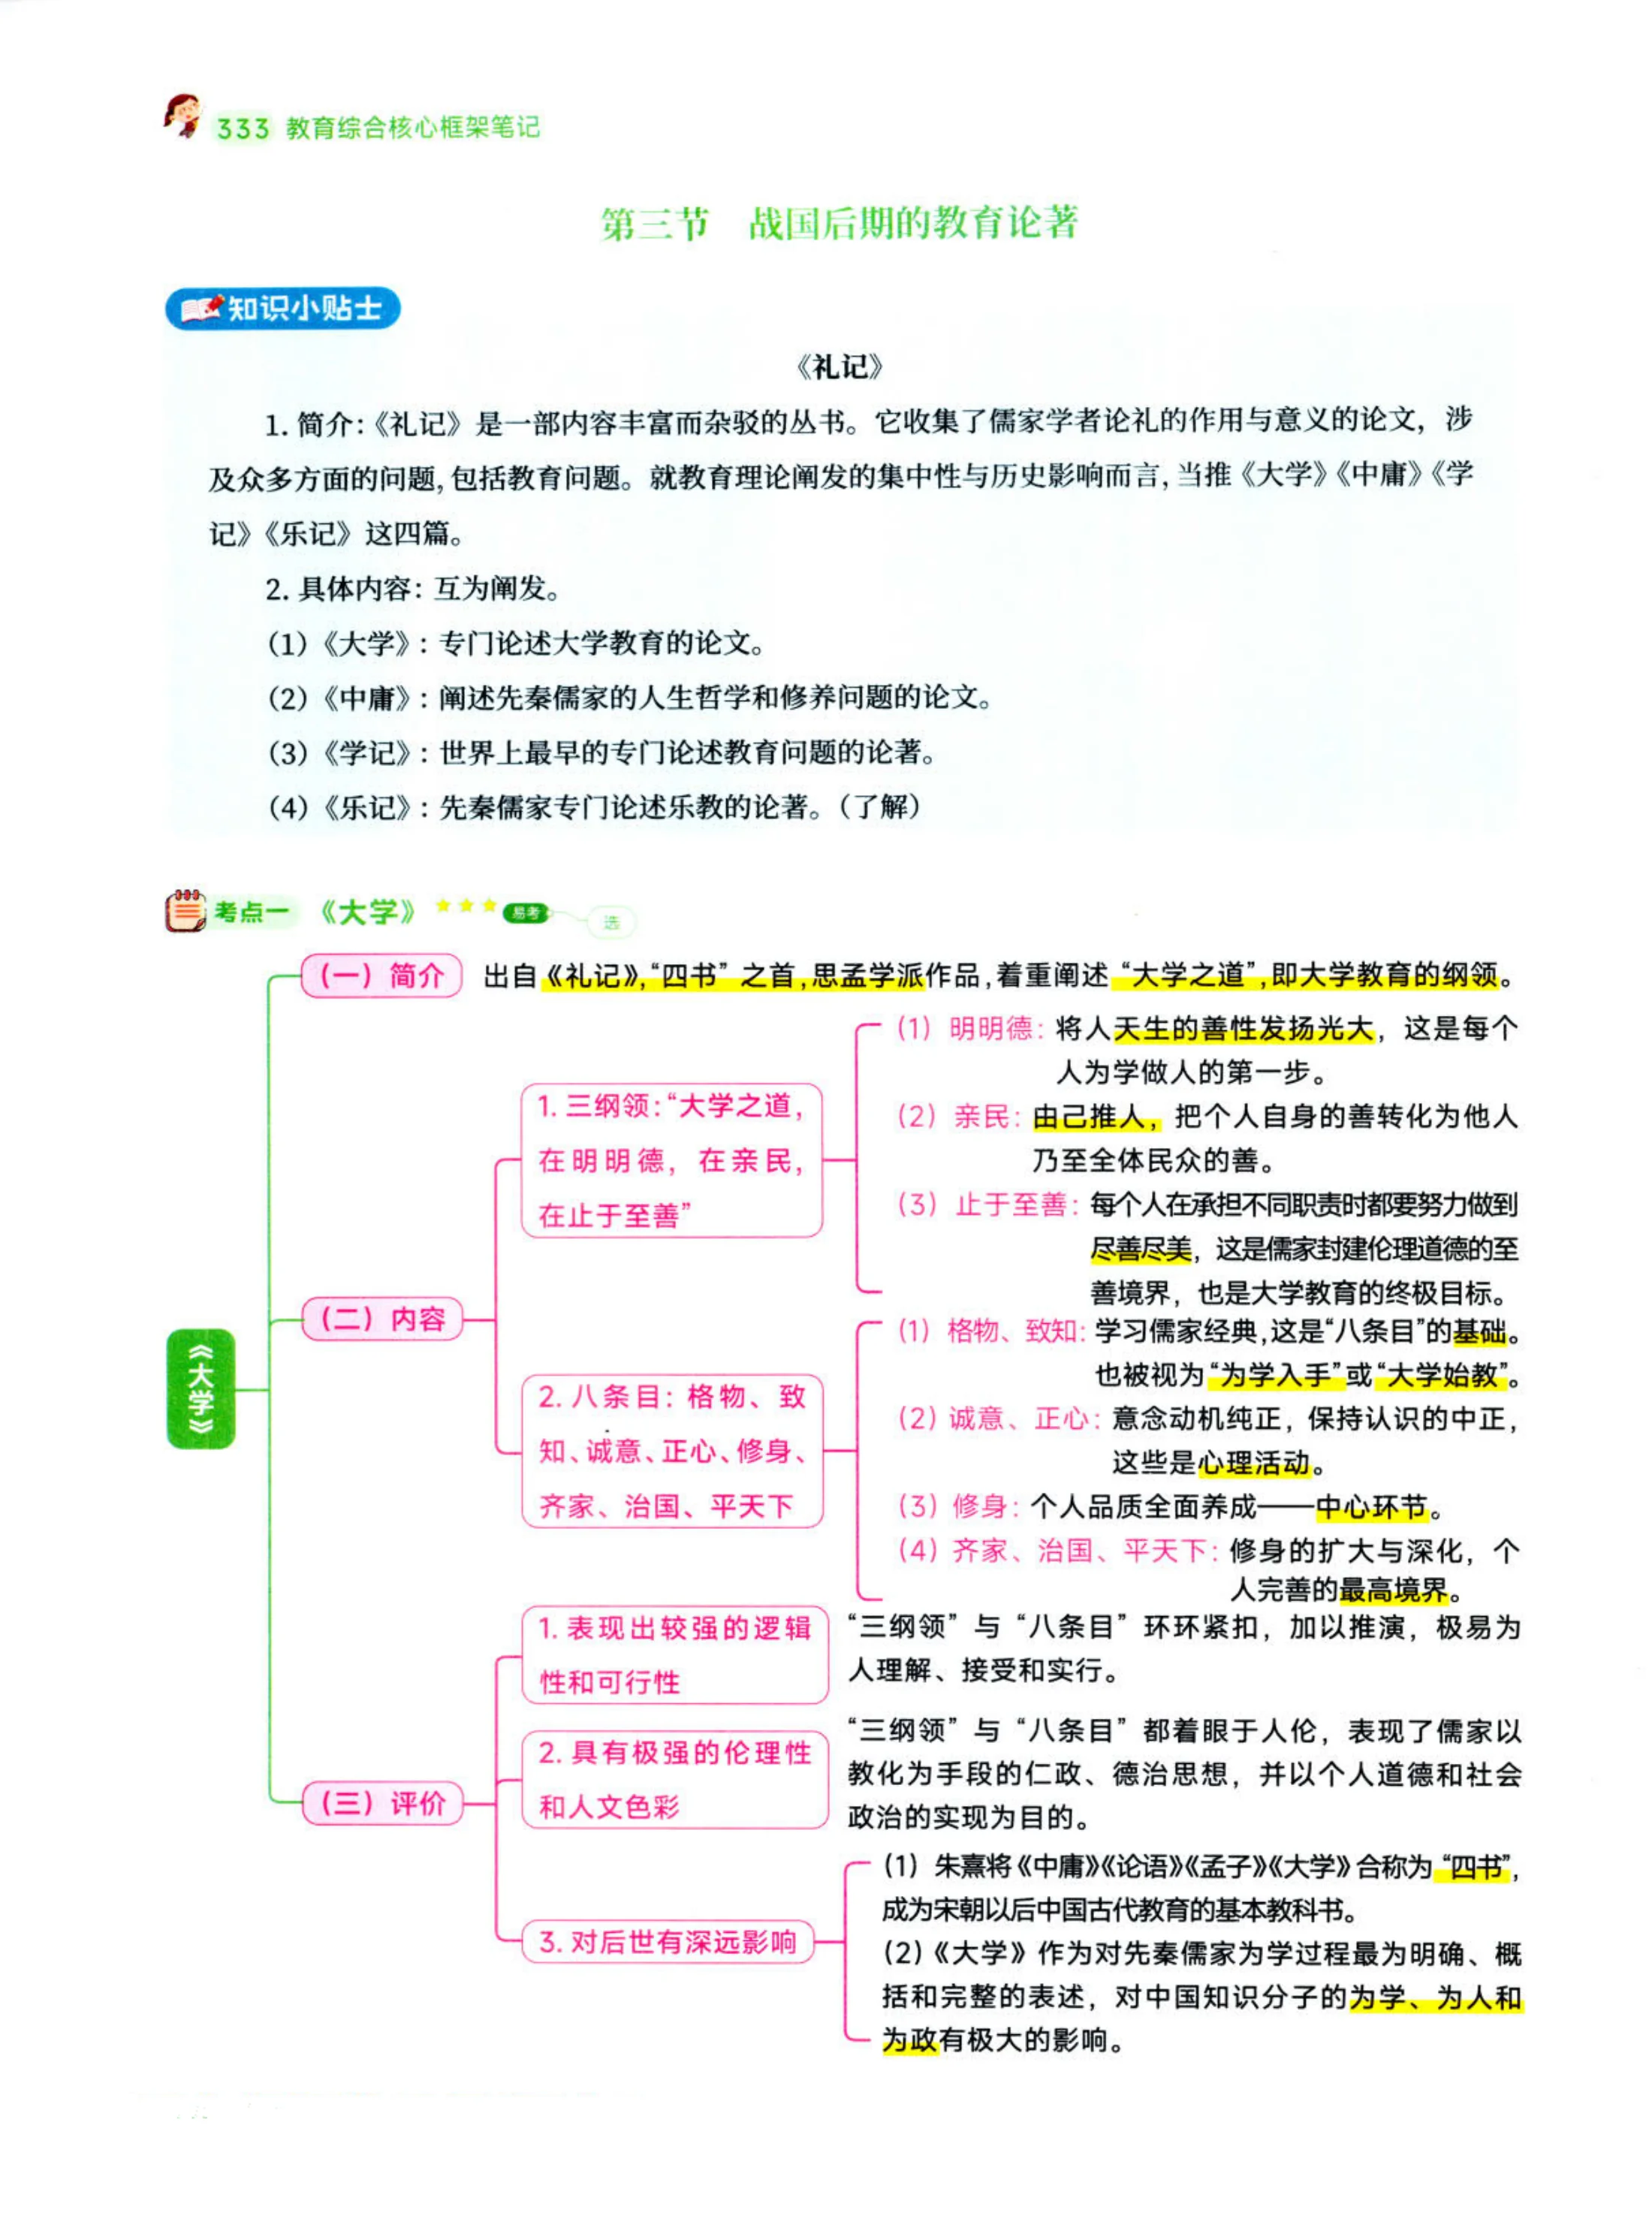 333 教育综合核心框架笔记
第三节 战国后期的教育论著
知识小贴士
《礼记》
1. 简介：《礼记》是一部内容丰富而杂驳的丛书。它收集了儒家学者论礼的作用与意义的论文，涉
及众多方面的问题，包括教育问题。就教育理论阐发的集中性与历史影响而言，当推《大学》《中庸》《学
记》《乐记》这四篇。
2. 具体内容：互为阐发。
（1）《大学》：专门论述大学教育的论文。
（2）《中庸》：阐述先秦儒家的人生哲学和修养问题的论文。
（3）《学记》：世界上最早的专门论述教育问题的论著。
（4）《乐记》：先秦儒家专门论述乐教的论著。（了解）
考点一 《大学》 ★★★ 易考 选
《大学》
（一）简介
出自《礼记》，“四书”之首，思孟学派作品，着重阐述“大学之道”，即大学教育的纲领。
（二）内容
1. 三纲领：“大学之道，
在明明德，在亲民，
在止于至善”
（1）明明德：将人天生的善性发扬光大，这是每个
人为学做人的第一步。
（2）亲民：由己推人，把个人自身的善转化为他人
乃至全体民众的善。
（3）止于至善：每个人在承担不同职责时都要努力做到
尽善尽美，这是儒家封建伦理道德的至
善境界，也是大学教育的终极目标。
2. 八条目：格物、致
知、诚意、正心、修身、
齐家、治国、平天下
（1）格物、致知：学习儒家经典，这是“八条目”的基础。
也被视为“为学入手”或“大学始教”。
（2）诚意、正心：意念动机纯正，保持认识的中正，
这些是心理活动。
（3）修身：个人品质全面养成——中心环节。
（4）齐家、治国、平天下：修身的扩大与深化，个
人完善的最高境界。
（三）评价
1. 表现出较强的逻辑
性和可行性
“三纲领”与“八条目”环环紧扣，加以推演，极易为
人理解、接受和实行。
2. 具有极强的伦理性
和人文色彩
“三纲领”与“八条目”都着眼于人伦，表现了儒家以
教化为手段的仁政、德治思想，并以个人道德和社会
政治的实现为目的。
3. 对后世有深远影响
（1）朱熹将《中庸》《论语》《孟子》《大学》合称为“四书”，
成为宋朝以后中国古代教育的基本教科书。
（2）《大学》作为对先秦儒家为学过程最为明确、概
括和完整的表述，对中国知识分子的为学、为人和
为政有极大的影响。